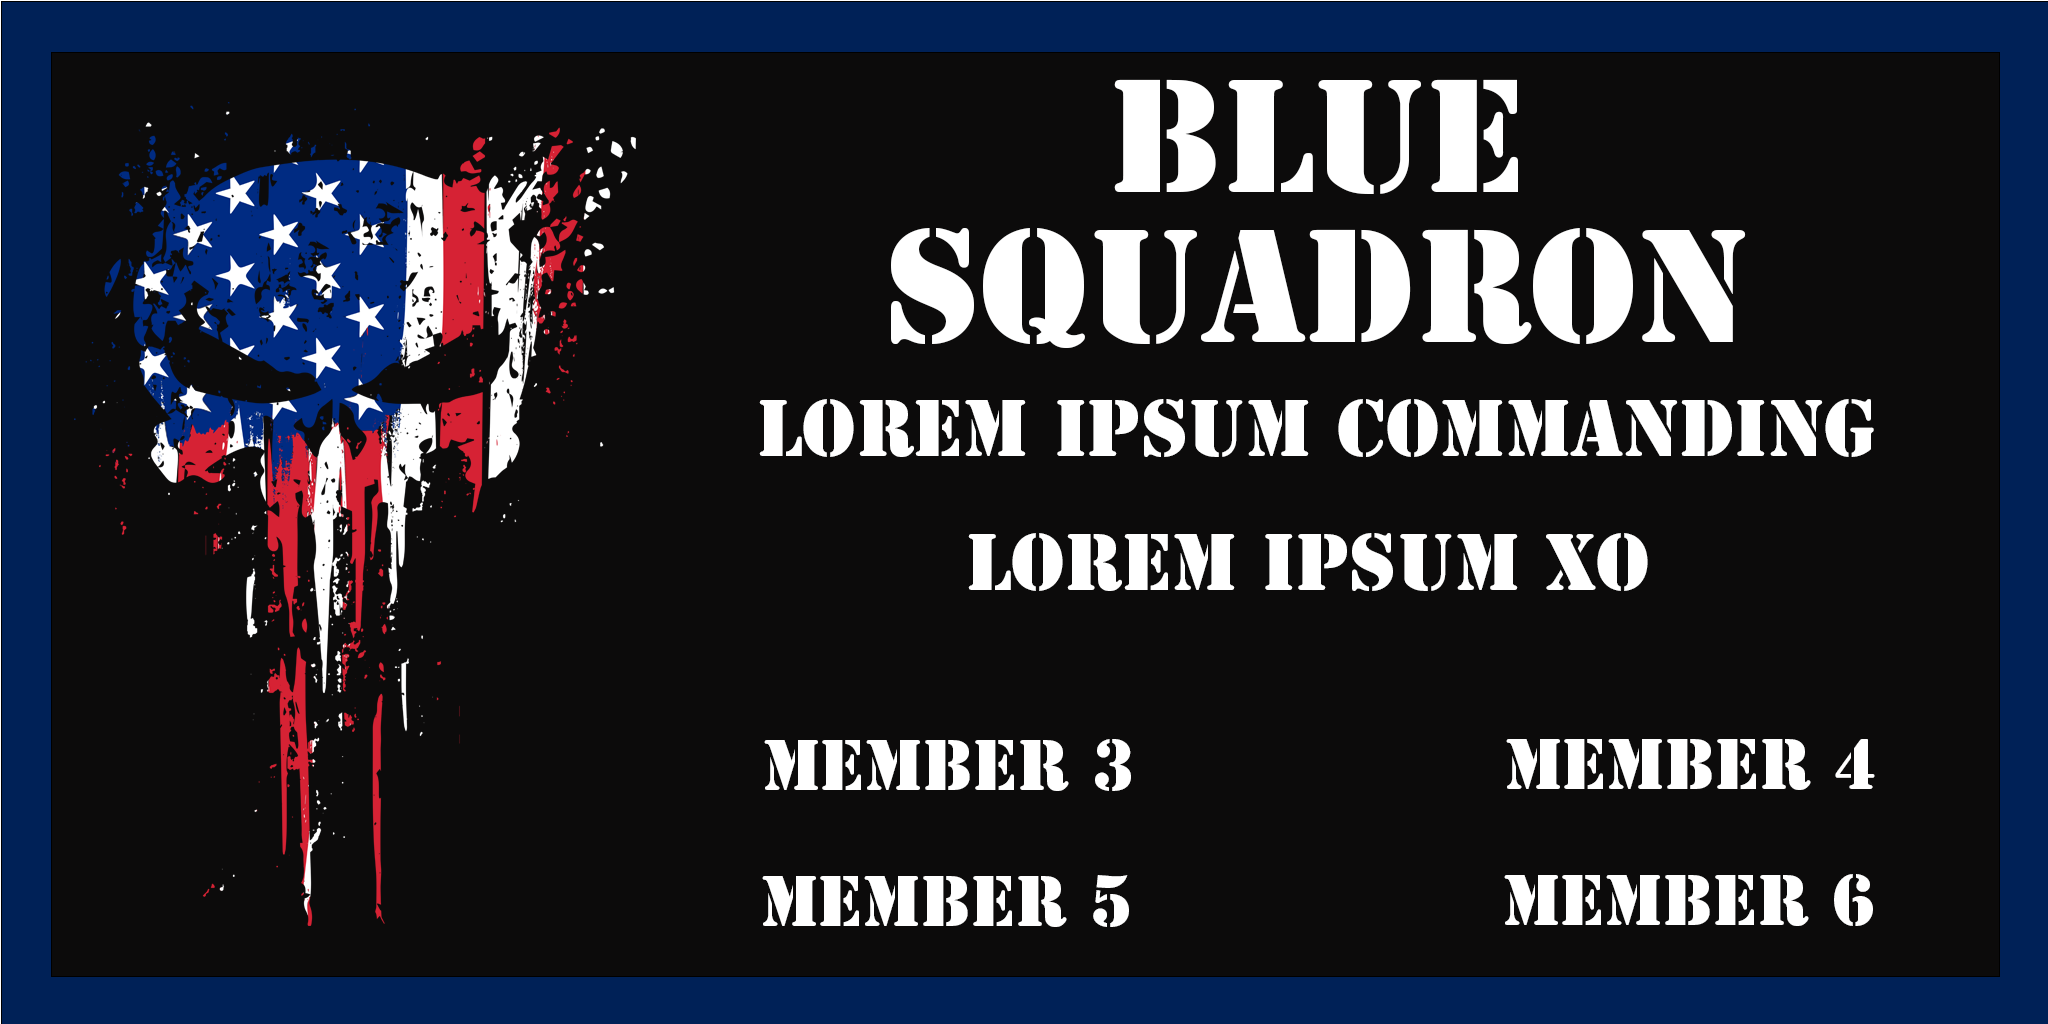 BLUE
SQUADRON
LOREM IPSUM COMMANDING
LOREM IPSUM XO
MEMBER 3 MEMBER 4
MEMBER 5 MEMBER 6